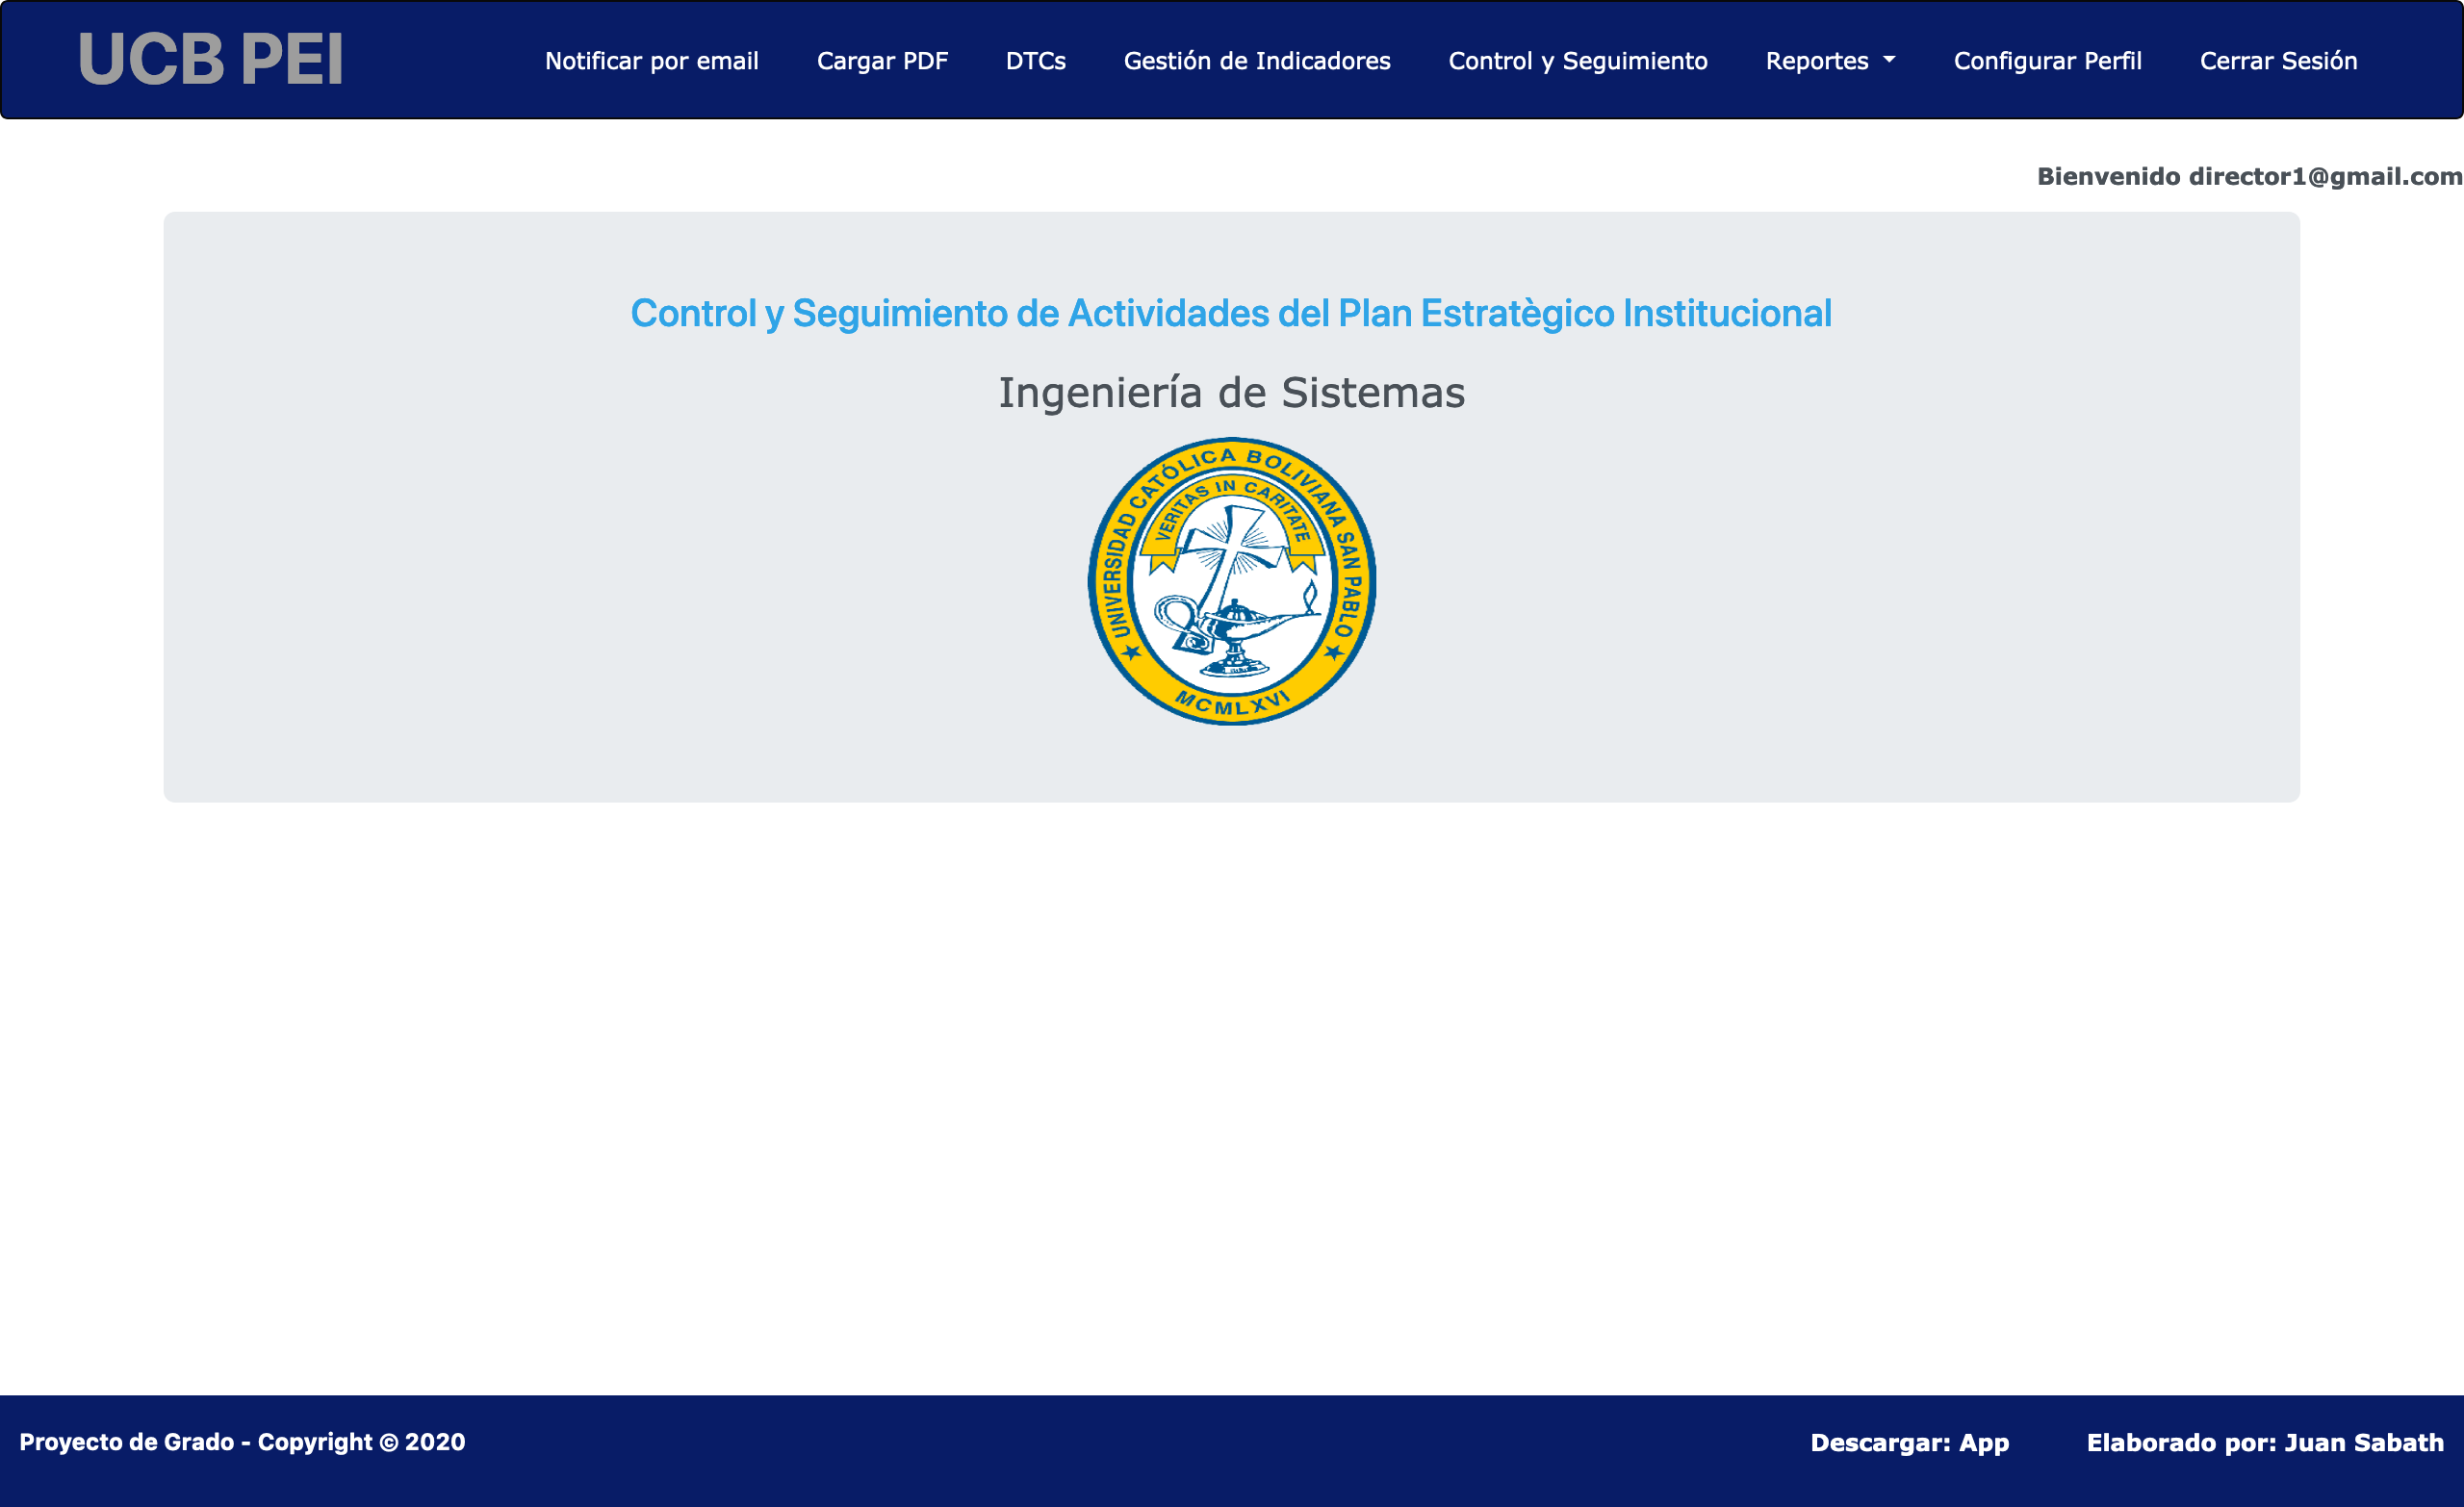 UCB PEI
Notificar por email Cargar PDF DTCs Gestión de Indicadores Control y Seguimiento Reportes Configurar Perfil Cerrar Sesión
Bienvenido director1@gmail.com
Control y Seguimiento de Actividades del Plan Estratègico Institucional
Ingeniería de Sistemas
UNIVERSIDAD CATÓLICA BOLIVIANA SAN PABLO
VERITAS IN CARITATE
MCMLXVI
Proyecto de Grado - Copyright © 2020 Descargar: App Elaborado por: Juan Sabath